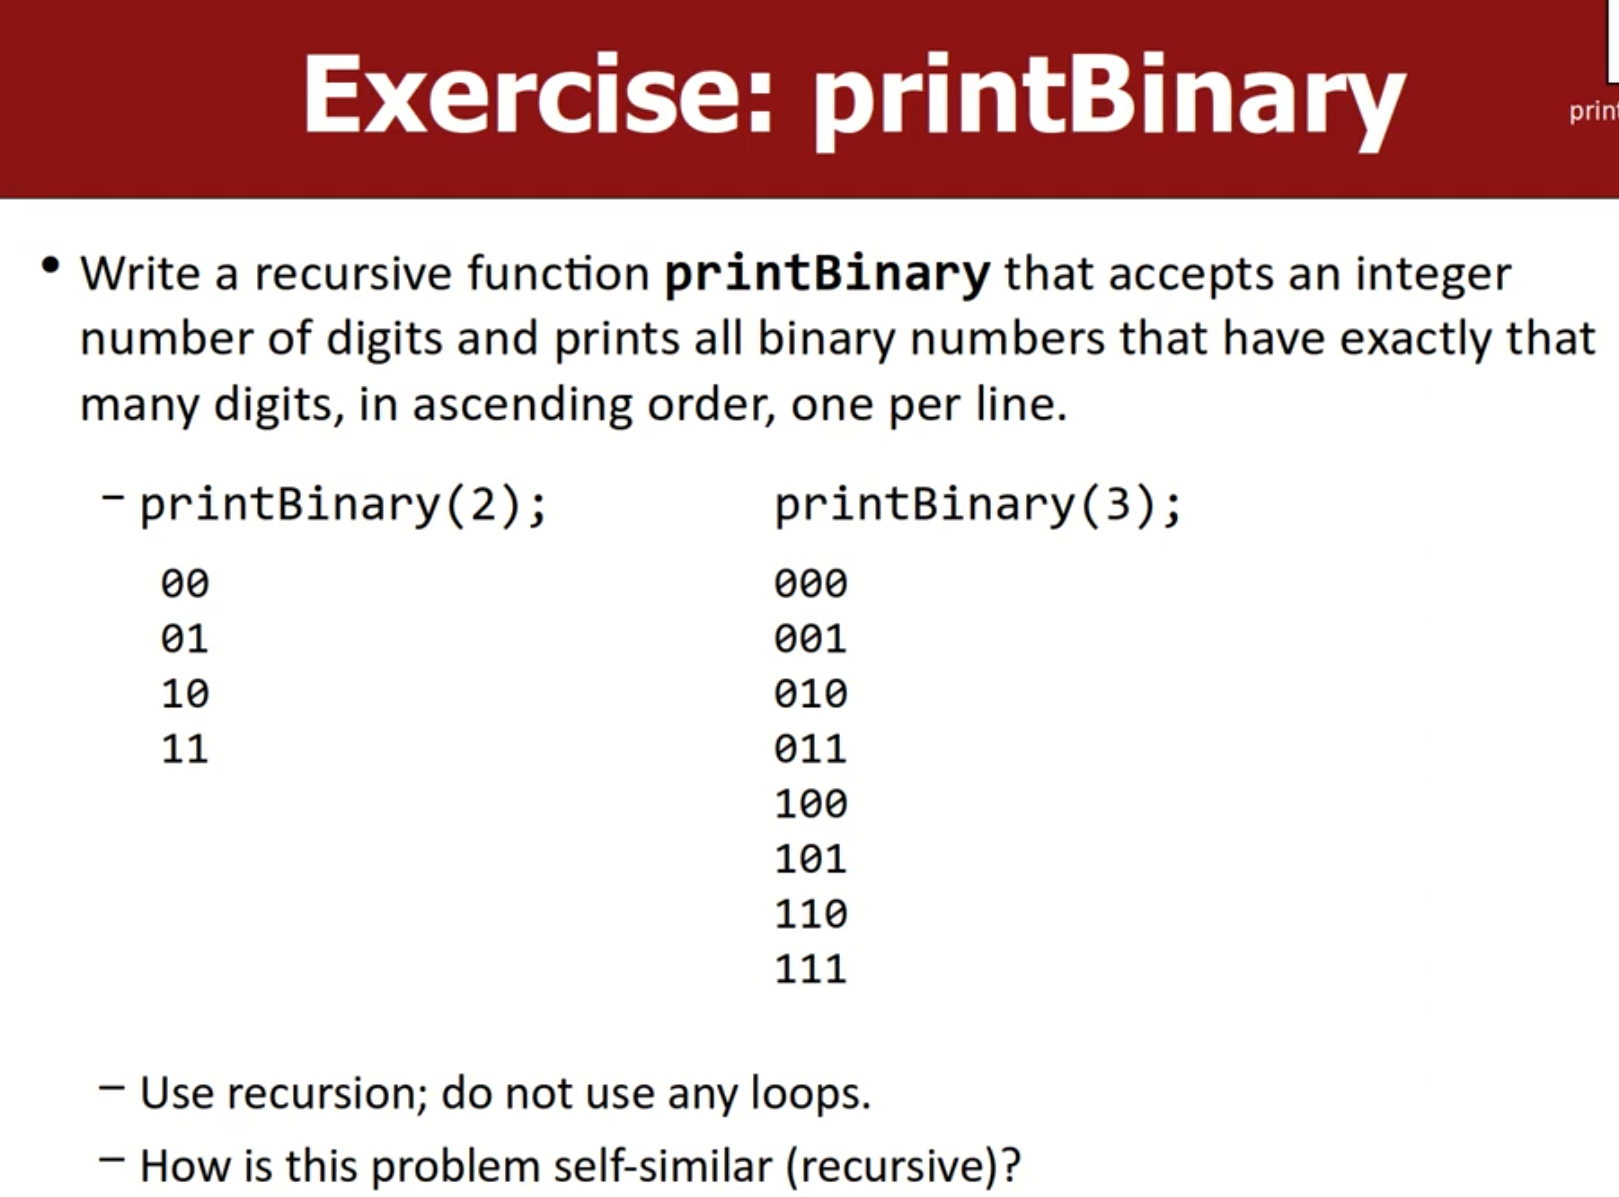 Exercise: printBinary
• Write a recursive function printBinary that accepts an integer
number of digits and prints all binary numbers that have exactly that
many digits, in ascending order, one per line.
– printBinary(2); printBinary(3);
00 000
01 001
10 010
11 011
100
101
110
111
– Use recursion; do not use any loops.
– How is this problem self-similar (recursive)?